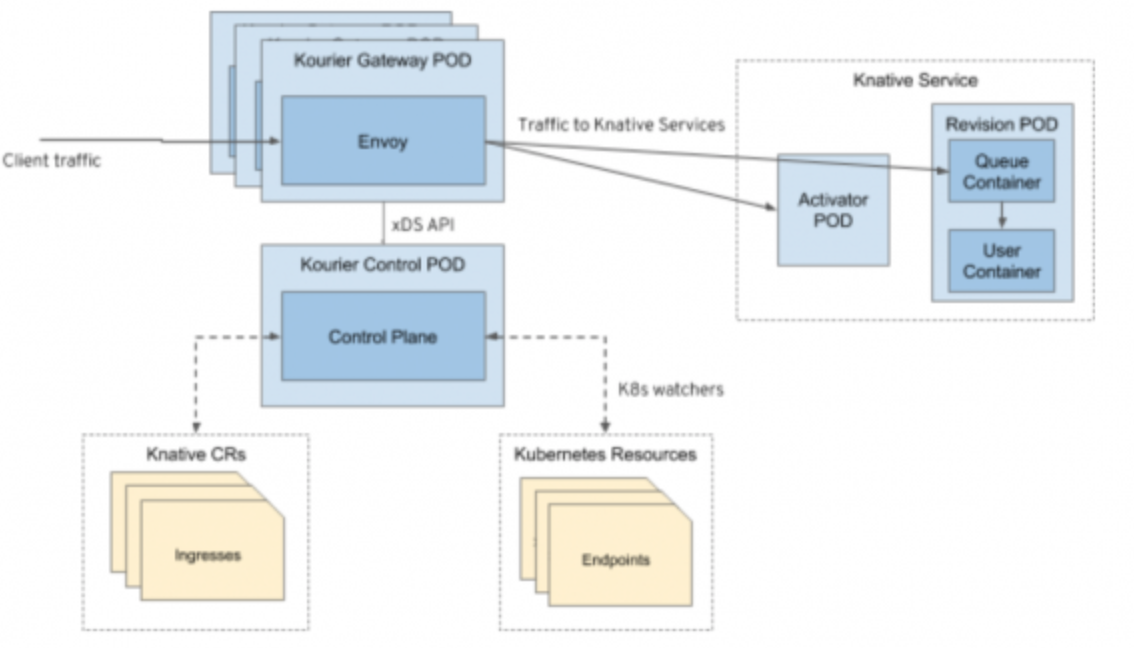 Kourier Gateway POD
Envoy
Client traffic
Traffic to Knative Services
xDS API
Knative Service
Revision POD
Queue
Container
Activator
POD
User
Container
Kourier Control POD
Control Plane
K8s watchers
Knative CRs
Ingresses
Kubernetes Resources
Endpoints